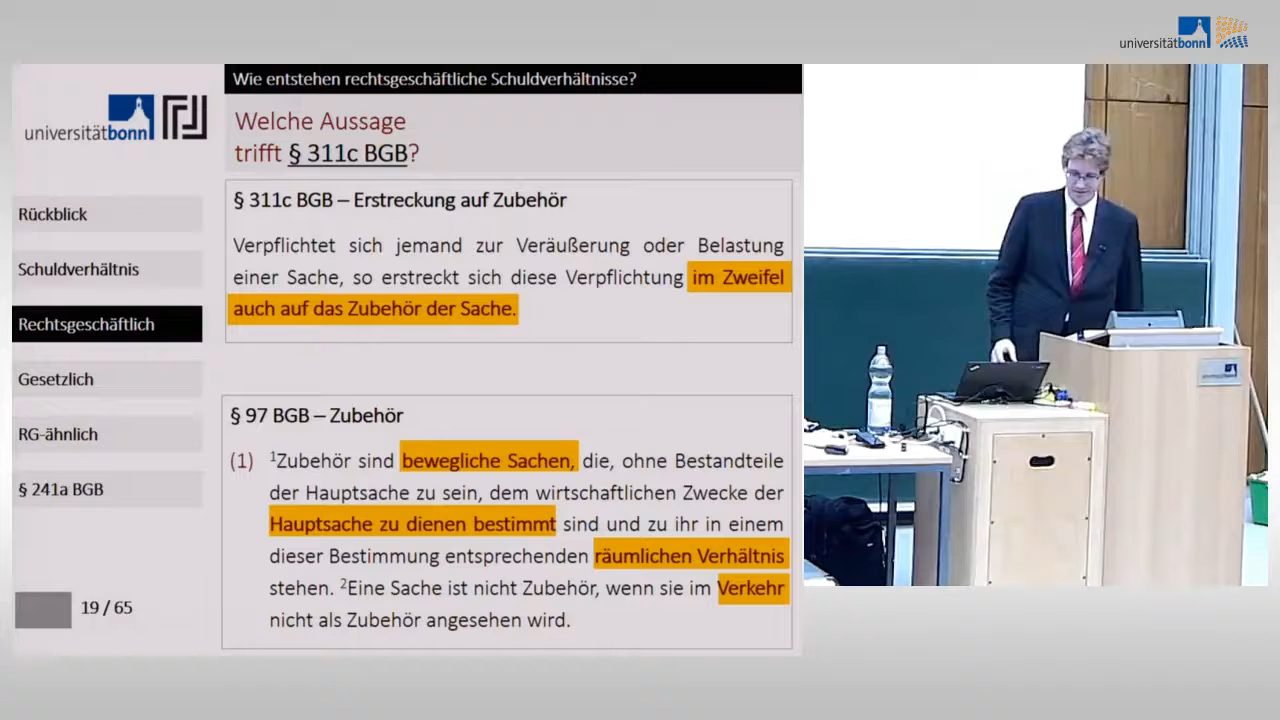 universitätbonn
Wie entstehen rechtsgeschäftliche Schuldverhältnisse?
universitätbonn
Welche Aussage
trifft § 311c BGB?
§ 311c BGB – Erstreckung auf Zubehör
Verpflichtet sich jemand zur Veräußerung oder Belastung
einer Sache, so erstreckt sich diese Verpflichtung im Zweifel
auch auf das Zubehör der Sache.
§ 97 BGB – Zubehör
(1) ¹Zubehör sind bewegliche Sachen, die, ohne Bestandteile
der Hauptsache zu sein, dem wirtschaftlichen Zwecke der
Hauptsache zu dienen bestimmt sind und zu ihr in einem
dieser Bestimmung entsprechenden räumlichen Verhältnis
stehen. ²Eine Sache ist nicht Zubehör, wenn sie im Verkehr
nicht als Zubehör angesehen wird.
Rückblick
Schuldverhältnis
Rechtsgeschäftlich
Gesetzlich
RG-ähnlich
§ 241a BGB
19 / 65